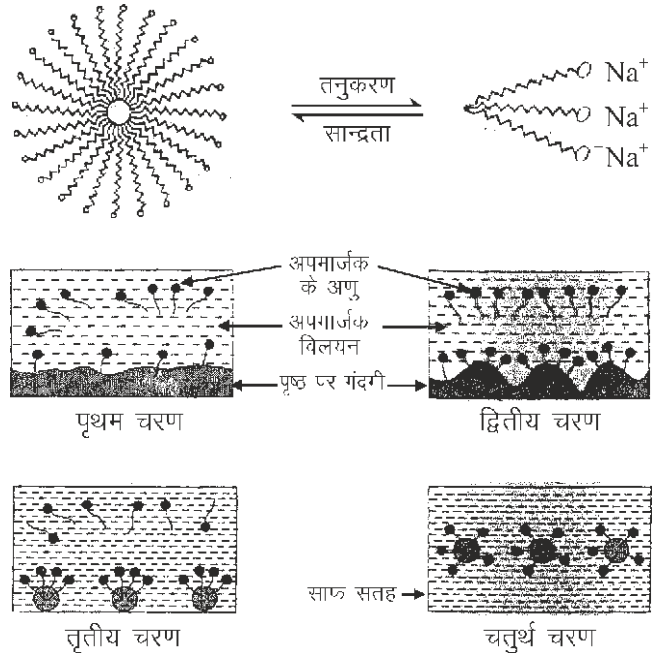 तनुकरण
सान्द्रता
Na⁺
Na⁺
⁻Na⁺
अपमार्जक
के अणु
अपमार्जक
विलयन
पृष्ठ पर गंदगी
प्रथम चरण
द्वितीय चरण
साफ सतह
तृतीय चरण
चतुर्थ चरण